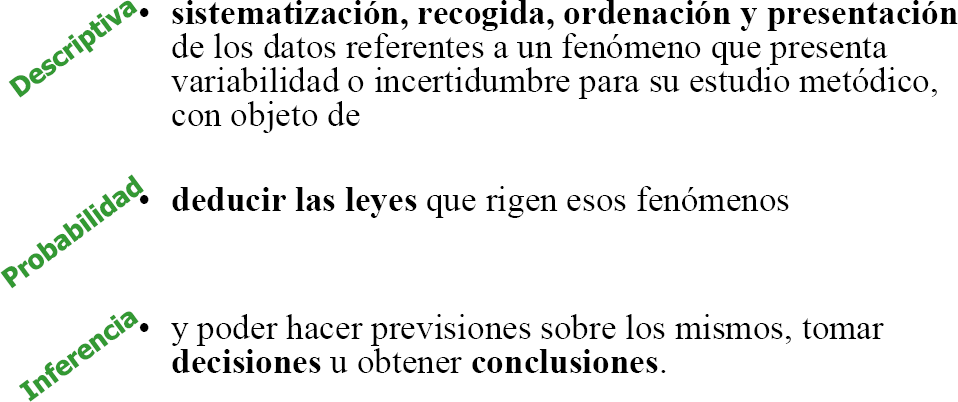 Descriptiva
• sistematización, recogida, ordenación y presentación
de los datos referentes a un fenómeno que presenta
variabilidad o incertidumbre para su estudio metódico,
con objeto de
Probabilidad
• deducir las leyes que rigen esos fenómenos
Inferencia
• y poder hacer previsiones sobre los mismos, tomar
decisiones u obtener conclusiones.